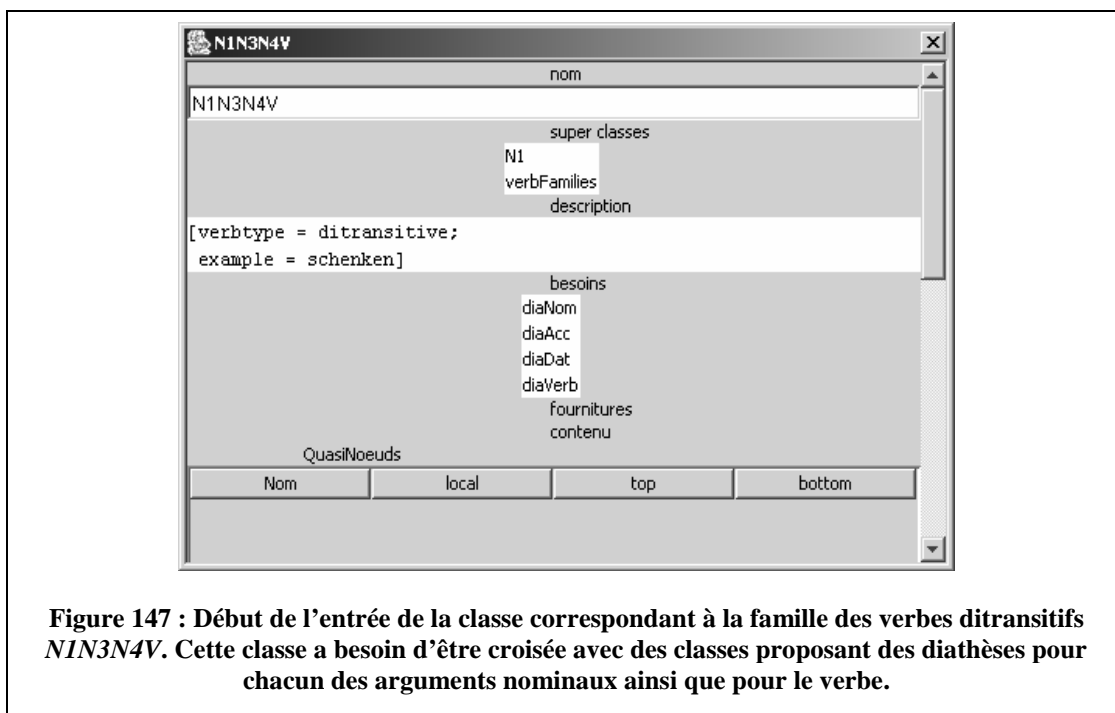 N1N3N4V
nom
N1N3N4V
super classes
N1
verbFamilies
description
[verbtype = ditransitive;
example = schenken]
besoins
diaNom
diaAcc
diaDat
diaVerb
fournitures
contenu
QuasiNoeuds
Nom local top bottom
Figure 147 : Début de l’entrée de la classe correspondant à la famille des verbes ditransitifs
N1N3N4V. Cette classe a besoin d’être croisée avec des classes proposant des diathèses pour
chacun des arguments nominaux ainsi que pour le verbe.